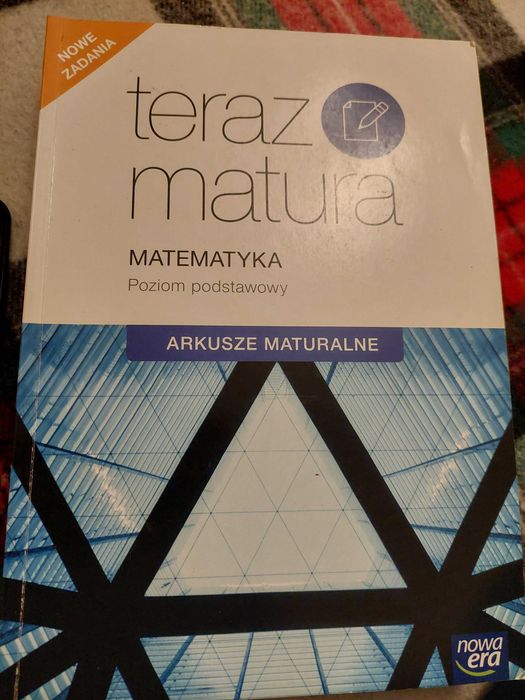 NOWE
ZADANIA
teraz
matura
MATEMATYKA
Poziom podstawowy
ARKUSZE MATURALNE
nowa
era